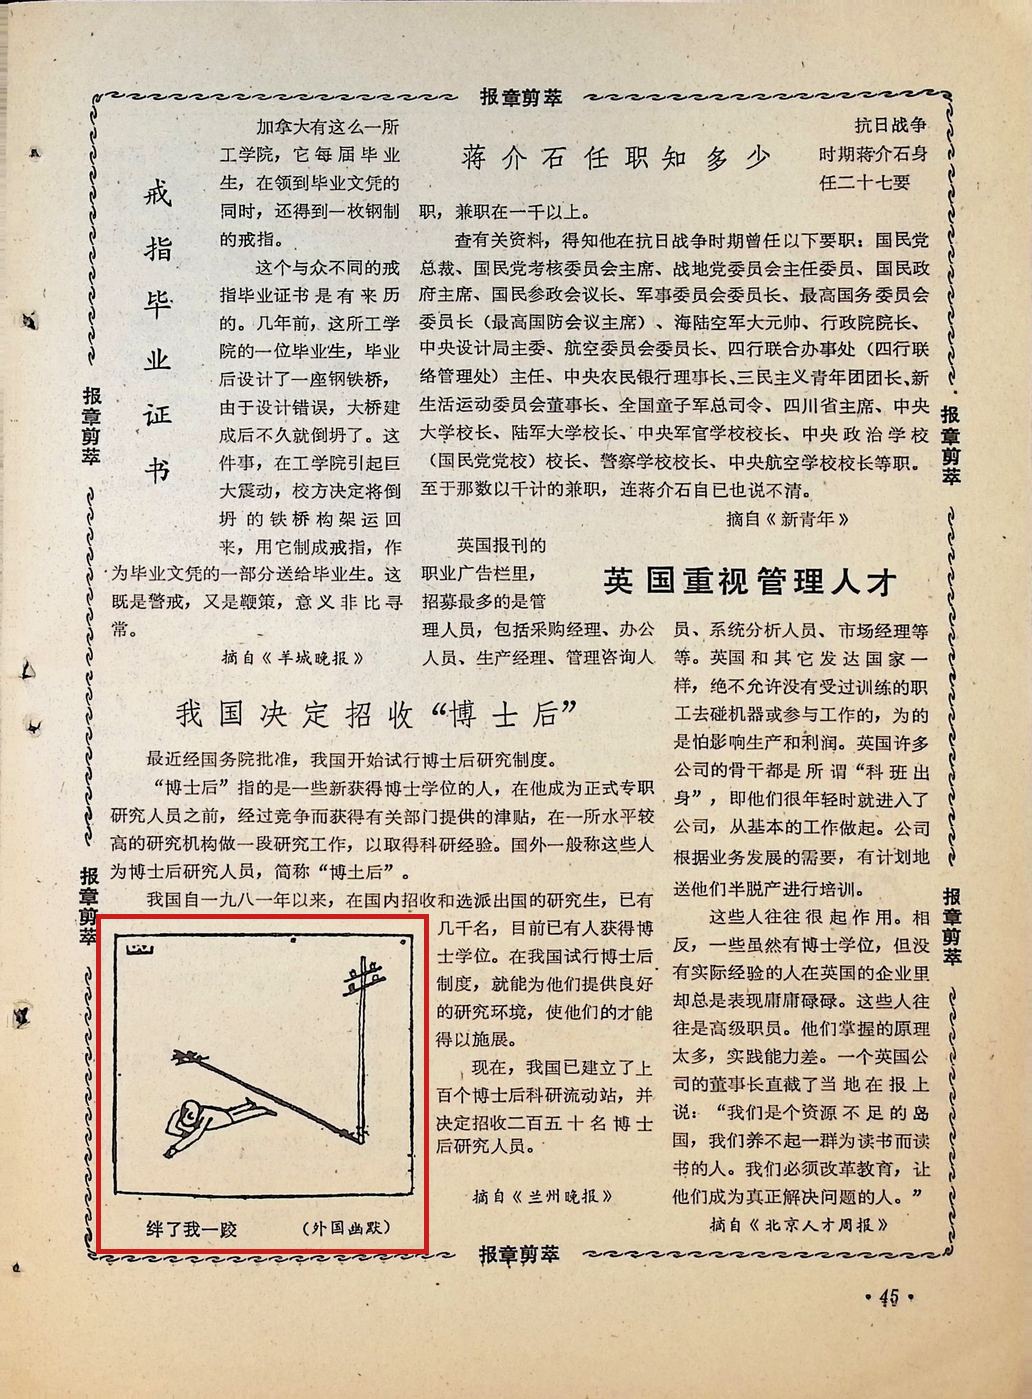 报章剪萃
戒指毕业证书
加拿大有这么一所
工学院，它每届毕业
生，在领到毕业文凭的
同时，还得到一枚钢制
的戒指。
这个与众不同的戒
指毕业证书是有来历
的。几年前，这所工学
院的一位毕业生，毕业
后设计了一座钢铁桥，
由于设计错误，大桥建
成后不久就倒坍了。这
件事，在工学院引起巨
大震动，校方决定将倒
坍的铁桥构架运回
来，用它制成戒指，作
为毕业文凭的一部分送给毕业生。这
既是警戒，又是鞭策，意义非比寻
常。
摘自《羊城晚报》
蒋介石任职知多少
抗日战争
时期蒋介石身
任二十七要
职，兼职在一千以上。
查有关资料，得知他在抗日战争时期曾任以下要职：国民党
总裁、国民党考核委员会主席、战地党委员会主任委员、国民政
府主席、国民参政会议长、军事委员会委员长、最高国务委员会
委员长（最高国防会议主席）、海陆空军大元帅、行政院院长、
中央设计局主委、航空委员会委员长、四行联合办事处（四行联
络管理处）主任、中央农民银行理事长、三民主义青年团团长、新
生活运动委员会董事长、全国童子军总司令、四川省主席、中央
大学校长、陆军大学校长、中央军官学校校长、中央政治学校
（国民党党校）校长、警察学校校长、中央航空学校校长等职。
至于那数以千计的兼职，连蒋介石自已也说不清。
摘自《新青年》
英国重视管理人才
英国报刊的
职业广告栏里，
招募最多的是管
理人员，包括采购经理、办公
人员、生产经理、管理咨询人
员、系统分析人员、市场经理等
等。英国和其它发达国家一
样，绝不允许没有受过训练的职
工去碰机器或参与工作的，为的
是怕影响生产和利润。英国许多
公司的骨干都是所谓“科班出
身”，即他们很年轻时就进入了
公司，从基本的工作做起。公司
根据业务发展的需要，有计划地
送他们半脱产进行培训。
这些人往往很起作用。相
反，一些虽然有博士学位，但没
有实际经验的人在英国的企业里
却总是表现庸庸碌碌。这些人往
往是高级职员。他们掌握的原理
太多，实践能力差。一个英国公
司的董事长直截了当地在报上
说：“我们是个资源不足的岛
国，我们养不起一群为读书而读
书的人。我们必须改革教育，让
他们成为真正解决问题的人。”
摘自《北京人才周报》
我国决定招收“博士后”
最近经国务院批准，我国开始试行博士后研究制度。
“博士后”指的是一些新获得博士学位的人，在他成为正式专职
研究人员之前，经过竞争而获得有关部门提供的津贴，在一所水平较
高的研究机构做一段研究工作，以取得科研经验。国外一般称这些人
为博士后研究人员，简称“博士后”。
我国自一九八一年以来，在国内招收和选派出国的研究生，已有
几千名，目前已有人获得博
士学位。在我国试行博士后
制度，就能为他们提供良好
的研究环境，使他们的才能
得以施展。
现在，我国已建立了上
百个博士后科研流动站，并
决定招收二百五十名博士
后研究人员。
摘自《兰州晚报》
绊了我一跤 （外国幽默）
报章剪萃
报章剪萃
报章剪萃
报章剪萃
报章剪萃
·45·